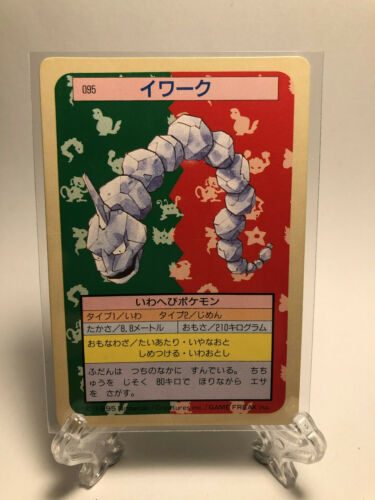 095 イワーク
いわへびポケモン
タイプ1/いわ タイプ2/じめん
たかさ/8.8メートル おもさ/210キログラム
おもなわざ/たいあたり・いやなおと
しめつける・いわおとし
ふだんは つちのなかに すんでいる。 ちち
ゅうを じそく 80キロで ほりながら エサ
を さがす。
1995 Nintendo/Creatures inc./GAME FREAK inc.